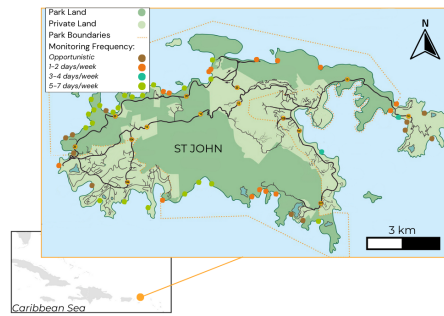 Park Land
Private Land
Park Boundaries
Monitoring Frequency:
Opportunistic
1-2 days/week
3-4 days/week
5-7 days/week
N
ST JOHN
3 km
Caribbean Sea